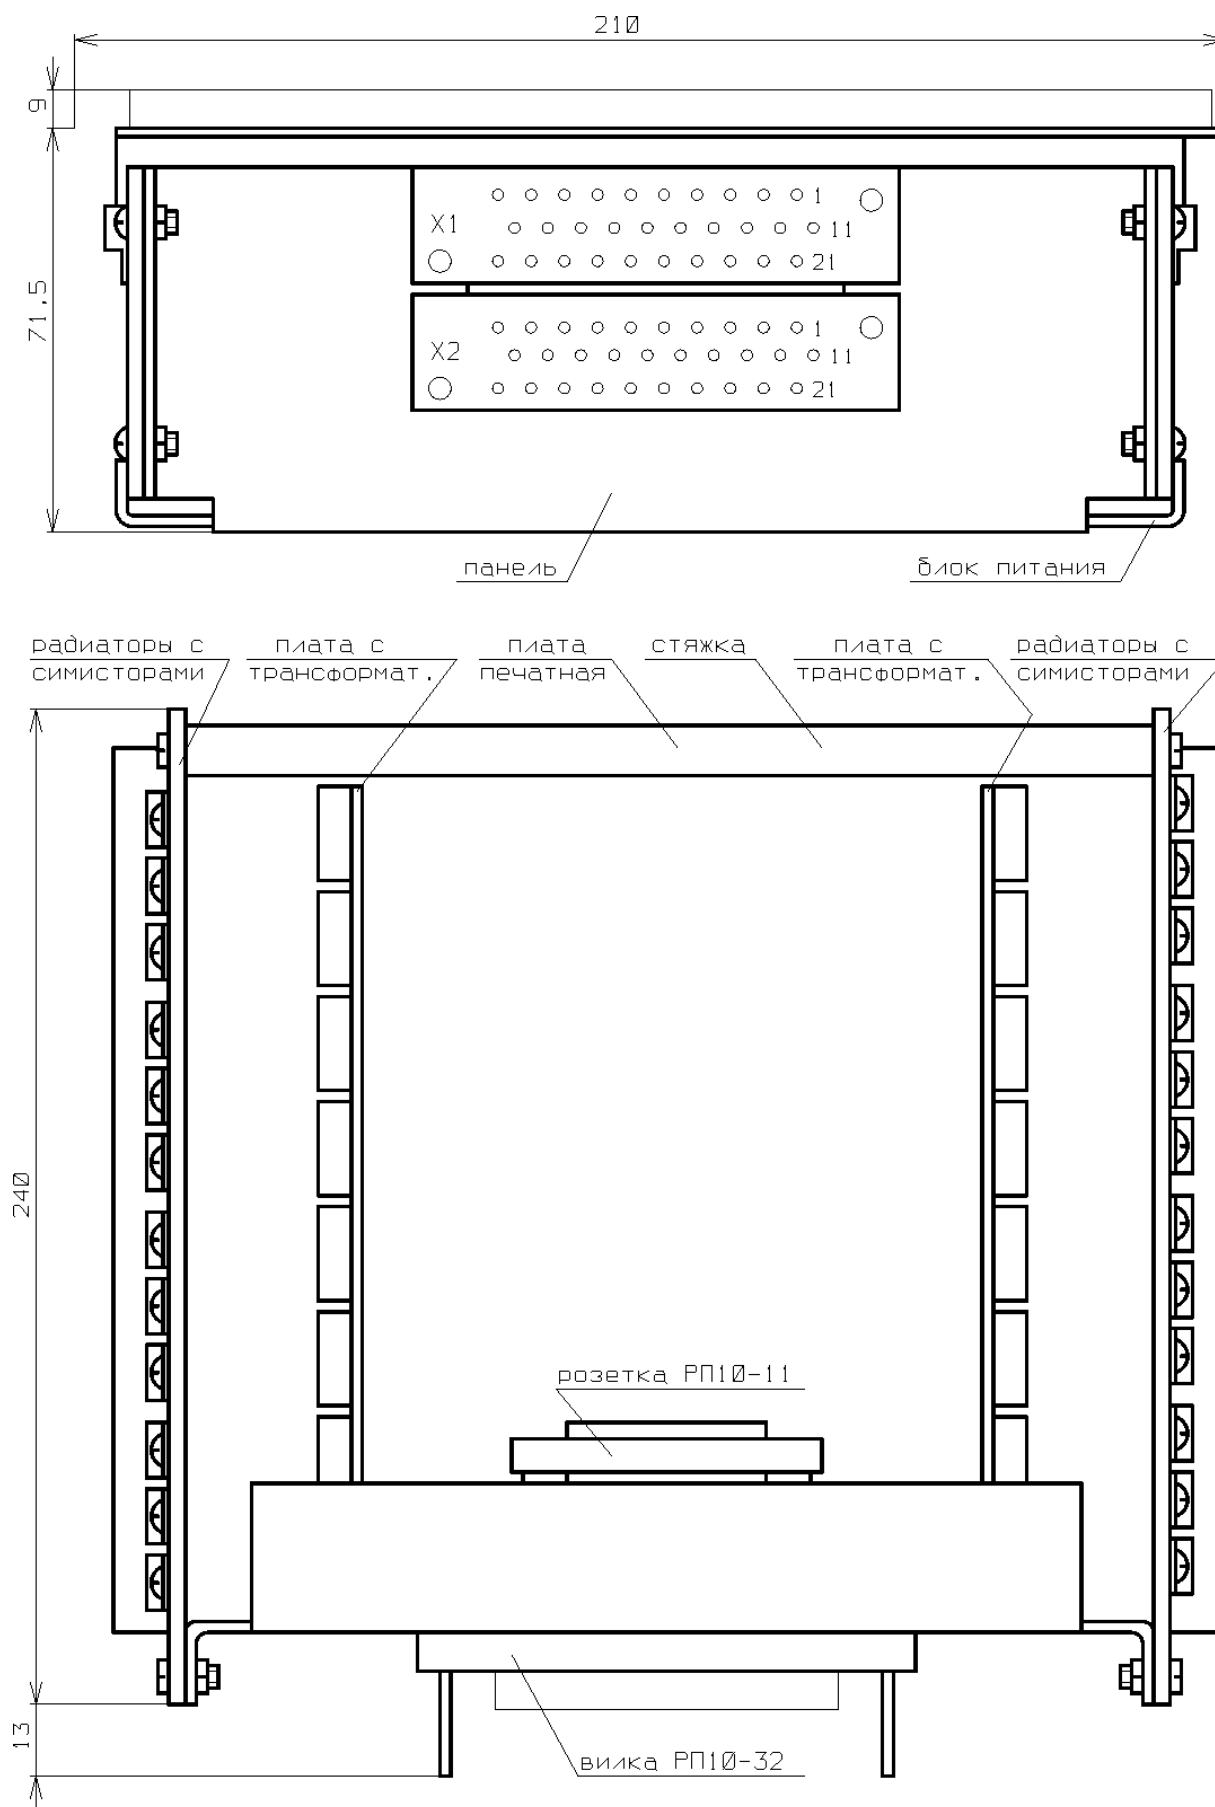 210
9
71,5
X1
1
11
21
X2
1
11
21
панель
блок питания
радиаторы с
симисторами
плата с
трансформат.
плата
печатная
стяжка
плата с
трансформат.
радиаторы с
симисторами
240
розетка РП10-11
13
вилка РП10-32